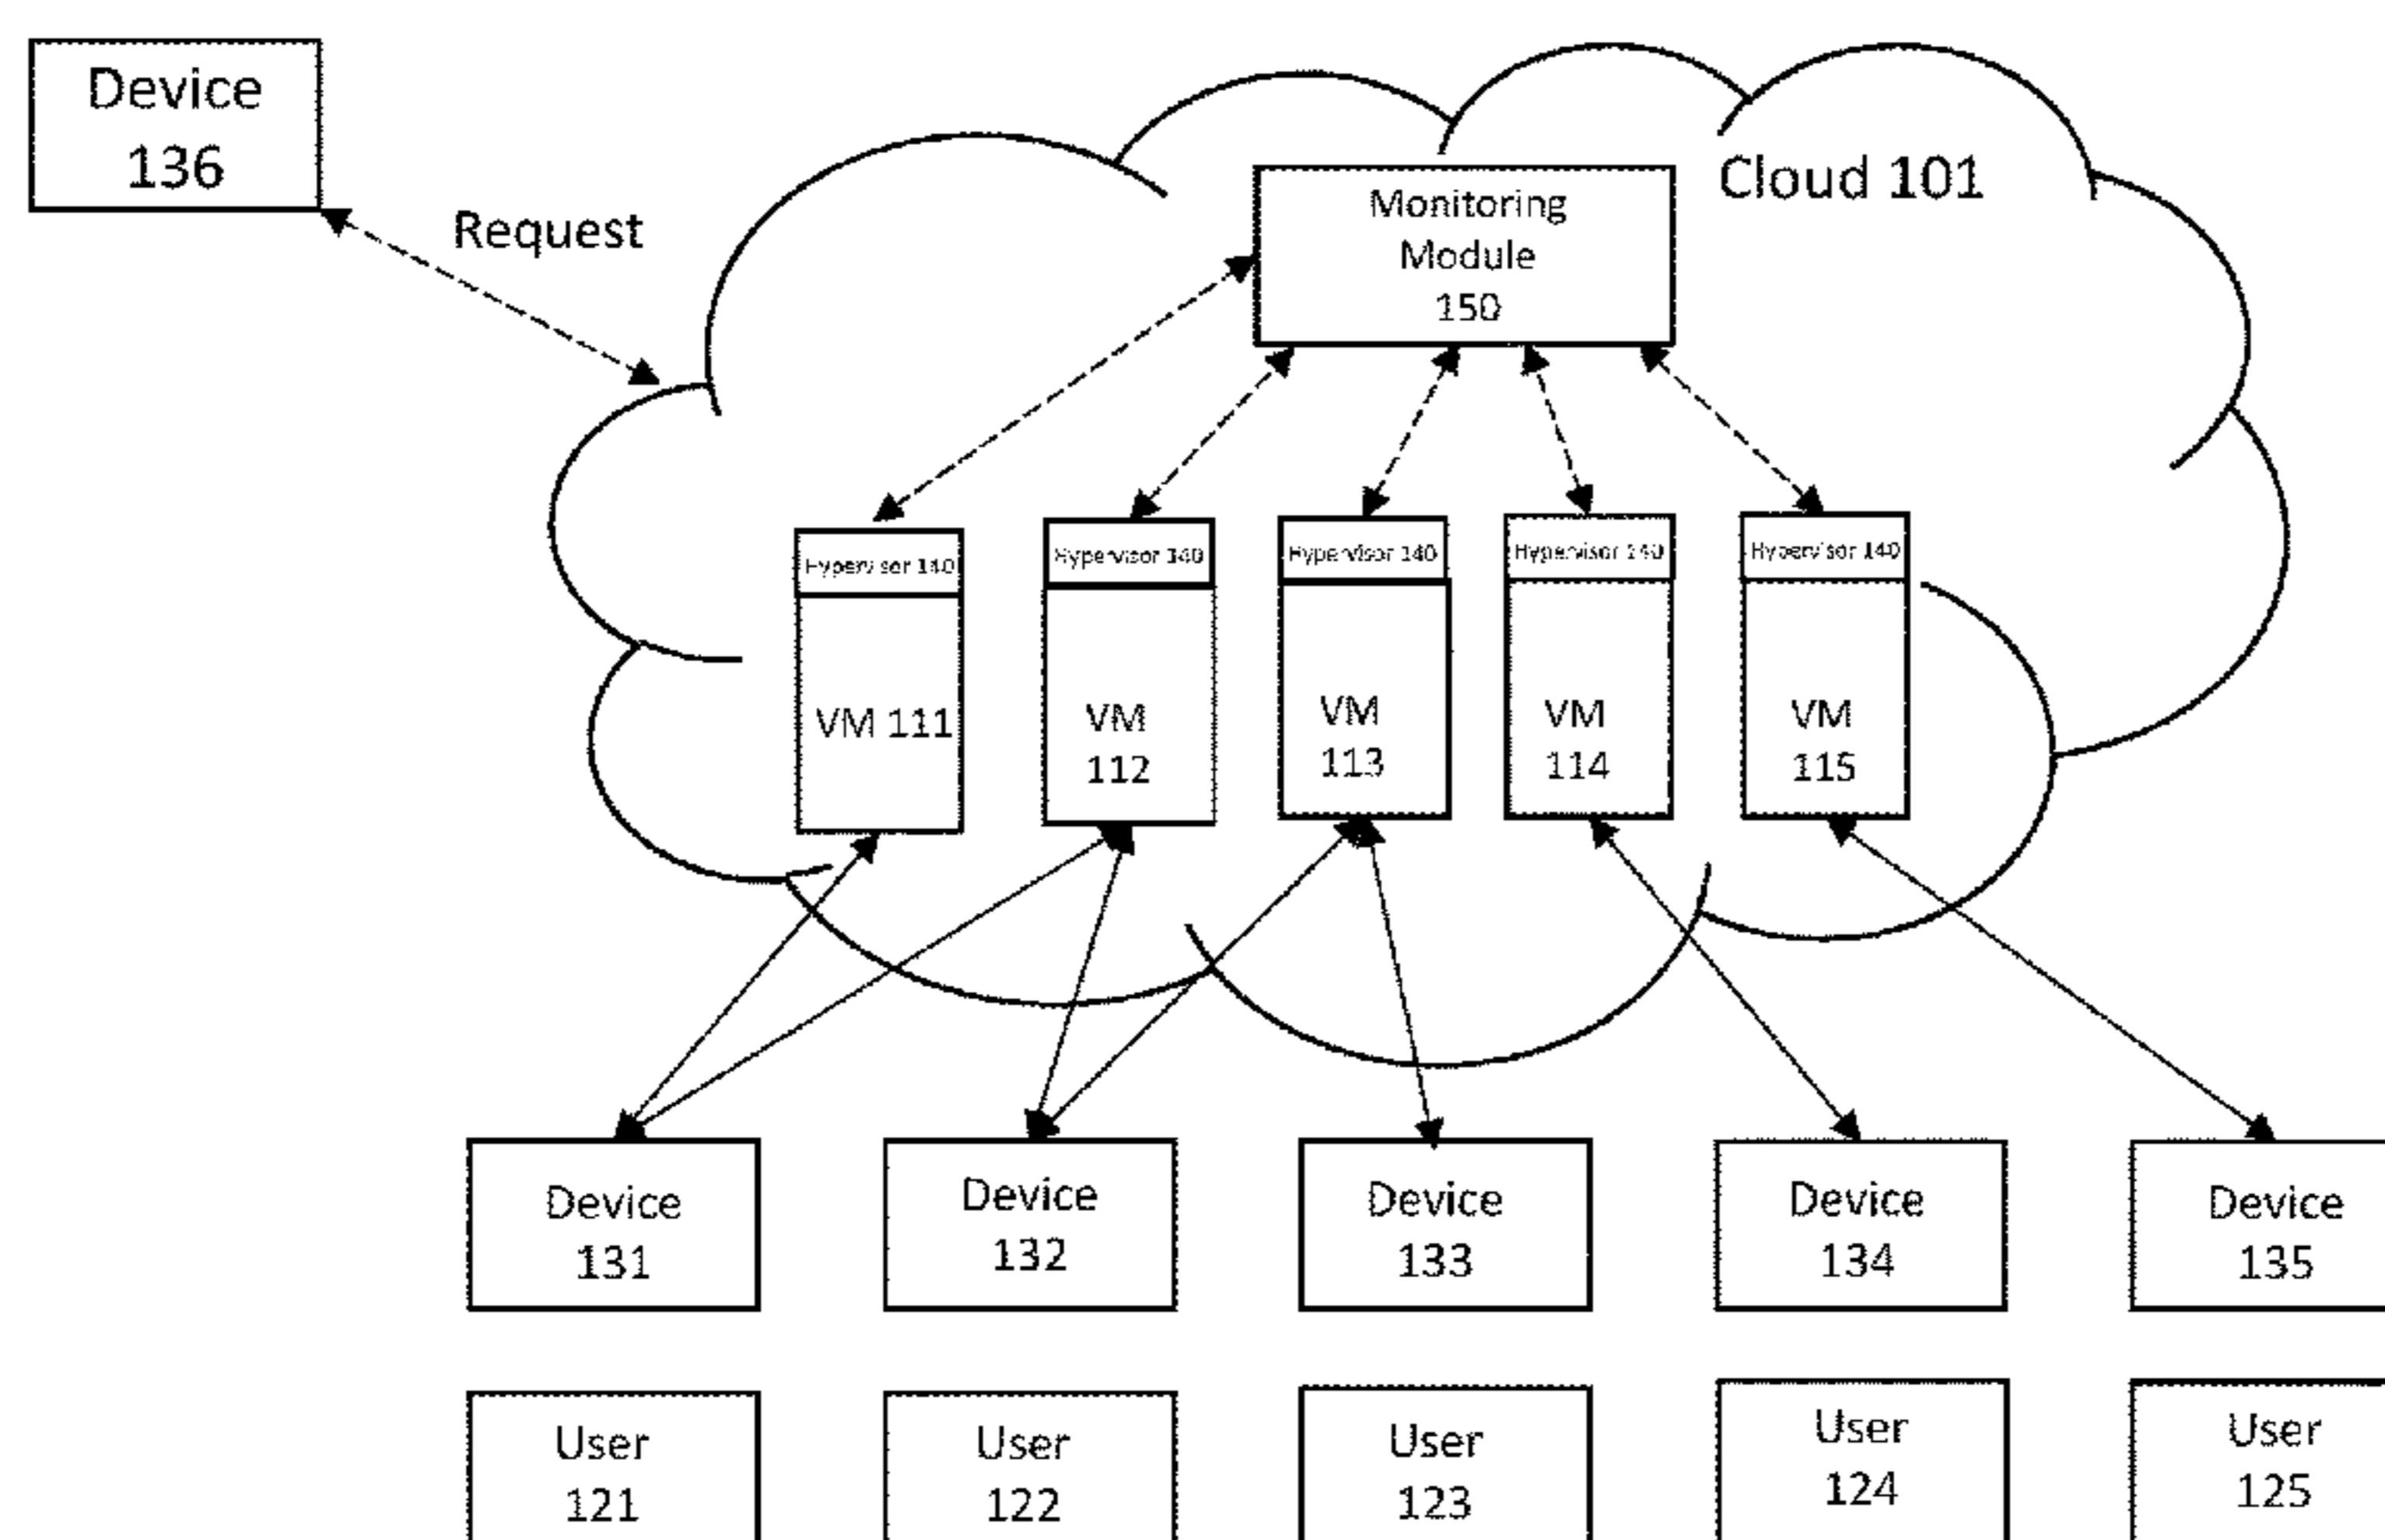 Device
136
Request
Cloud 101
Monitoring
Module
150
Hypervisor 140
Hypervisor 140
Hypervisor 140
Hypervisor 140
Hypervisor 140
VM 111
VM
112
VM
113
VM
114
VM
115
Device
131
Device
132
Device
133
Device
134
Device
135
User
121
User
122
User
123
User
124
User
125